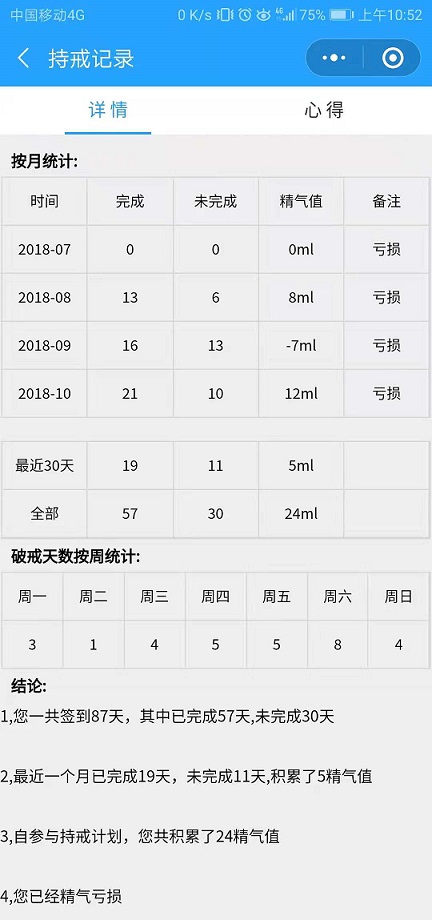 中国移动4G 0 K/s 4G 75% 上午10:52
持戒记录
详情 心得
按月统计:
时间 完成 未完成 精气值 备注
2018-07 0 0 0ml 亏损
2018-08 13 6 8ml 亏损
2018-09 16 13 -7ml 亏损
2018-10 21 10 12ml 亏损
最近30天 19 11 5ml
全部 57 30 24ml
破戒天数按周统计:
周一 周二 周三 周四 周五 周六 周日
3 1 4 5 5 8 4
结论:
1,您一共签到87天，其中已完成57天,未完成30天
2,最近一个月已完成19天，未完成11天,积累了5精气值
3,自参与持戒计划，您共积累了24精气值
4,您已经精气亏损